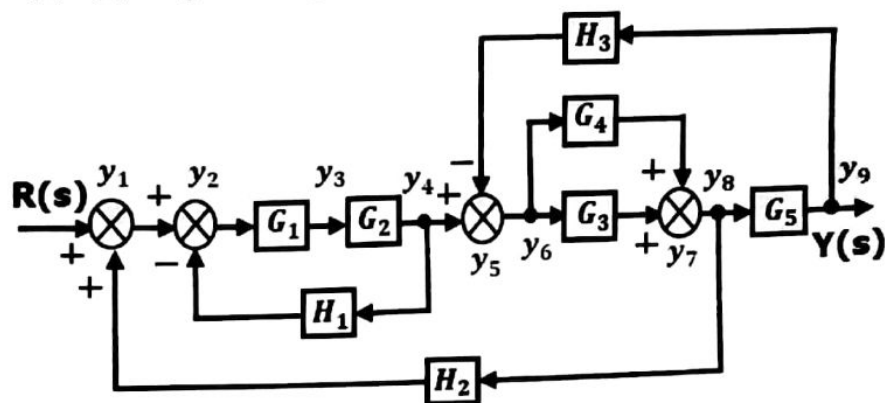 H₃
G₄
y₁ + y₂ y₃ y₄ + − + y₈ y₉
R(s) G₁ G₂ G₃ G₅
+ − y₅ y₆ + y₇ Y(s)
+ H₁
H₂